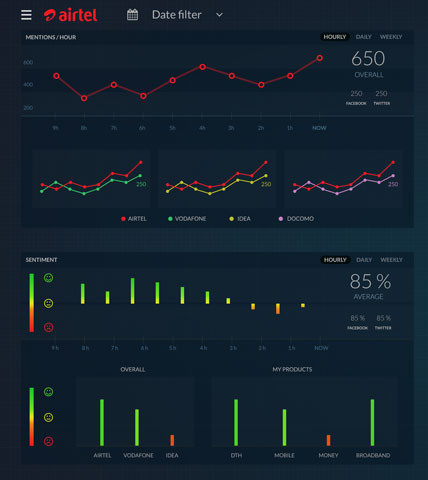 airtel Date filter
MENTIONS / HOUR HOURLY DAILY WEEKLY
650
OVERALL
600
400
200
250 250
FACEBOOK TWITTER
9h 8h 7h 6h 5h 4h 3h 2h 1h NOW
250 250 250
AIRTEL VODAFONE IDEA DOCOMO
SENTIMENT HOURLY DAILY WEEKLY
85 %
AVERAGE
85 % 85 %
FACEBOOK TWITTER
9 h 8 h 7 h 6 h 5 h 4 h 3 h 2 h 1 h NOW
OVERALL MY PRODUCTS
AIRTEL VODAFONE IDEA DTH MOBILE MONEY BROADBAND